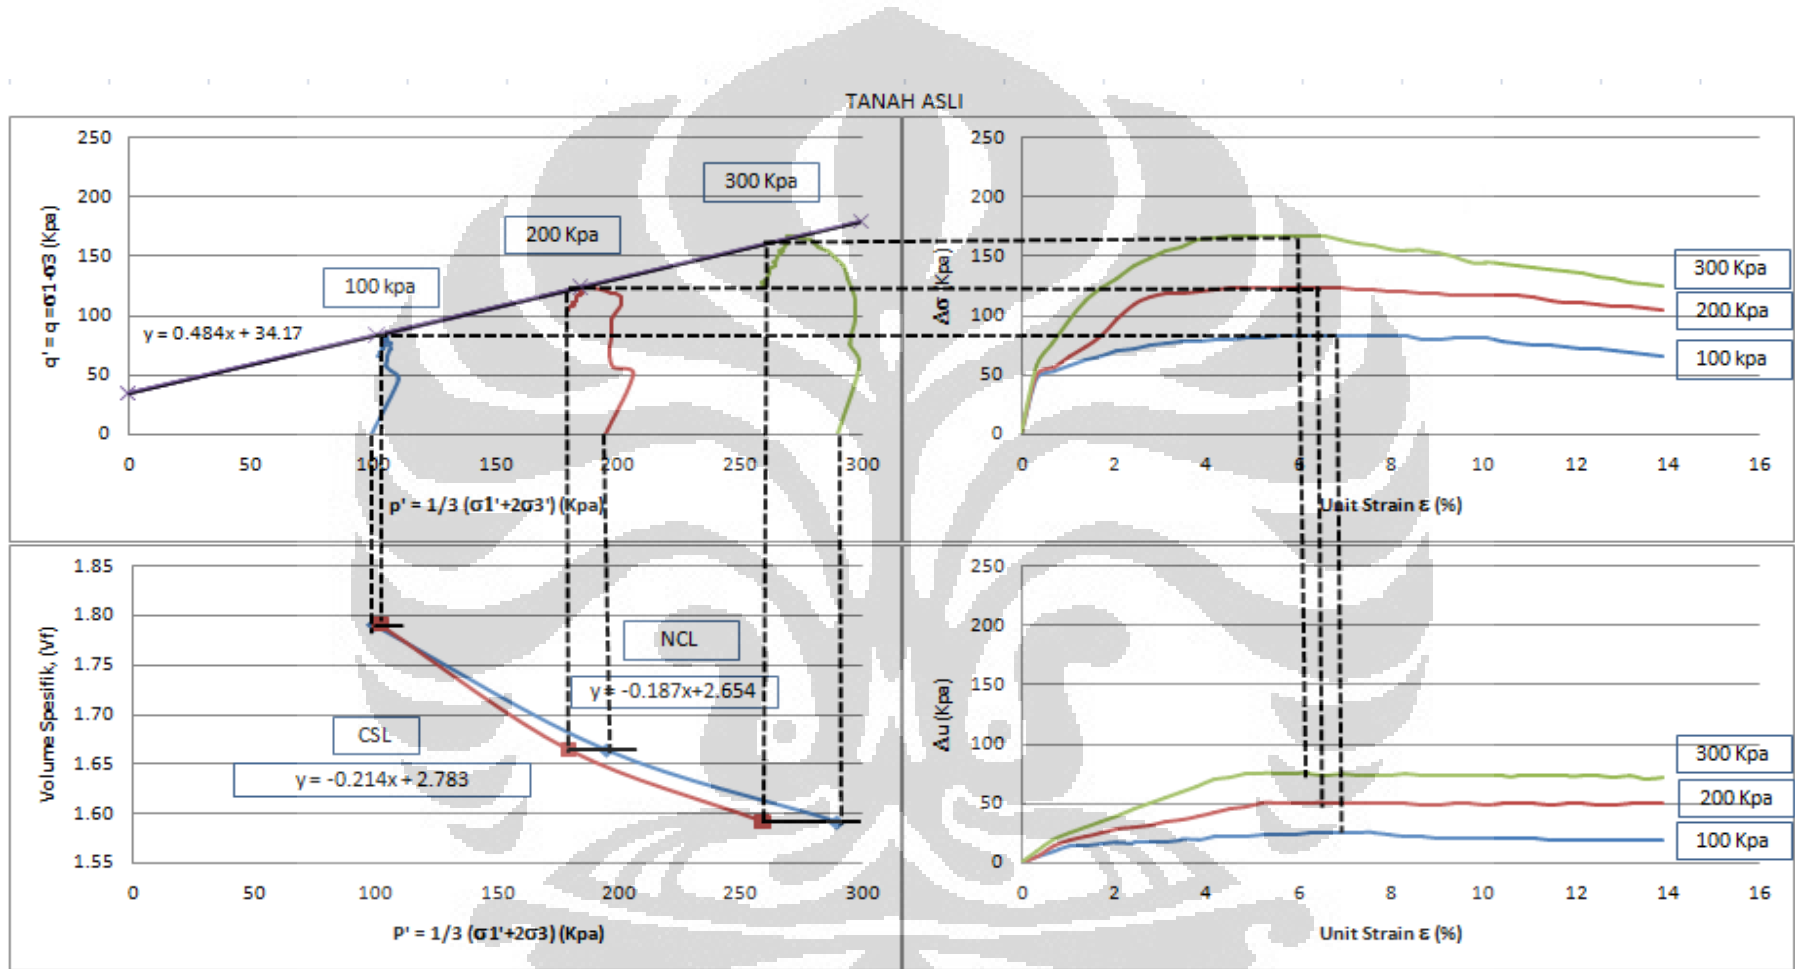 TANAH ASLI
250
200
150
100
50
0
q' = q =σ1-σ3 (Kpa)
300 Kpa
200 Kpa
100 kpa
y = 0.484x + 34.17
0 50 100 150 200 250 300
p' = 1/3 (σ1'+2σ3') (Kpa)
250
200
150
100
50
0
Δσ (Kpa)
300 Kpa
200 Kpa
100 kpa
0 2 4 6 8 10 12 14 16
Unit Strain ε (%)
1.85
1.80
1.75
1.70
1.65
1.60
1.55
Volume Spesifik, (Vf)
NCL
y = -0.187x+2.654
CSL
y = -0.214x + 2.783
0 50 100 150 200 250 300
P' = 1/3 (σ1'+2σ3) (Kpa)
250
200
150
100
50
0
Δu (Kpa)
300 Kpa
200 Kpa
100 Kpa
0 2 4 6 8 10 12 14 16
Unit Strain ε (%)